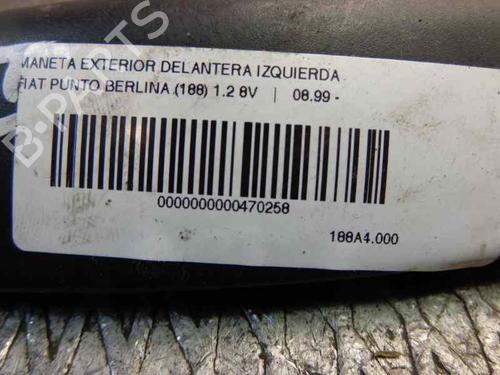 MANETA EXTERIOR DELANTERA IZQUIERDA
FIAT PUNTO BERLINA (188) 1.2 8V | 08.99 -
0000000000470258
188A4.000
B-PARTS